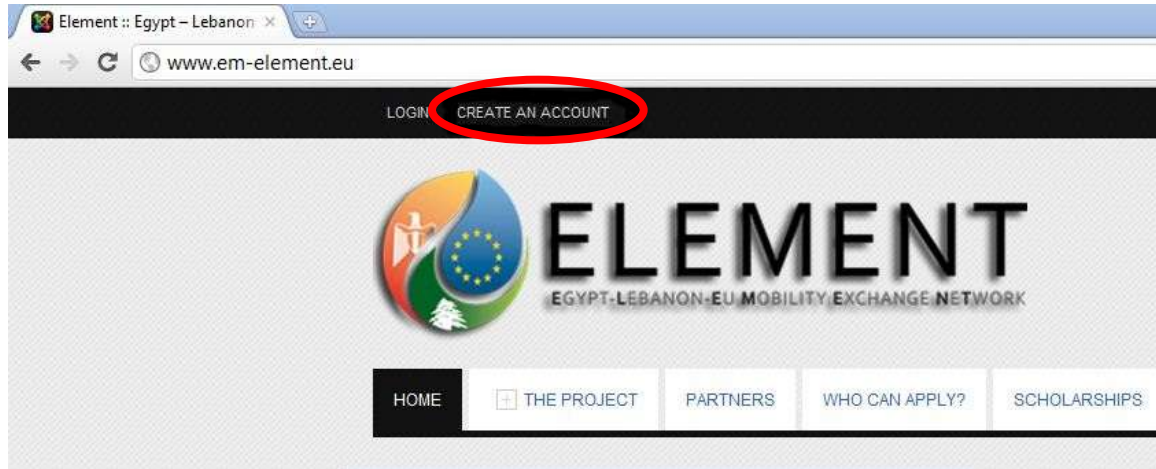 Element :: Egypt – Lebanon
www.em-element.eu
LOGIN CREATE AN ACCOUNT
ELEMENT
EGYPT-LEBANON-EU MOBILITY EXCHANGE NETWORK
HOME THE PROJECT PARTNERS WHO CAN APPLY? SCHOLARSHIPS